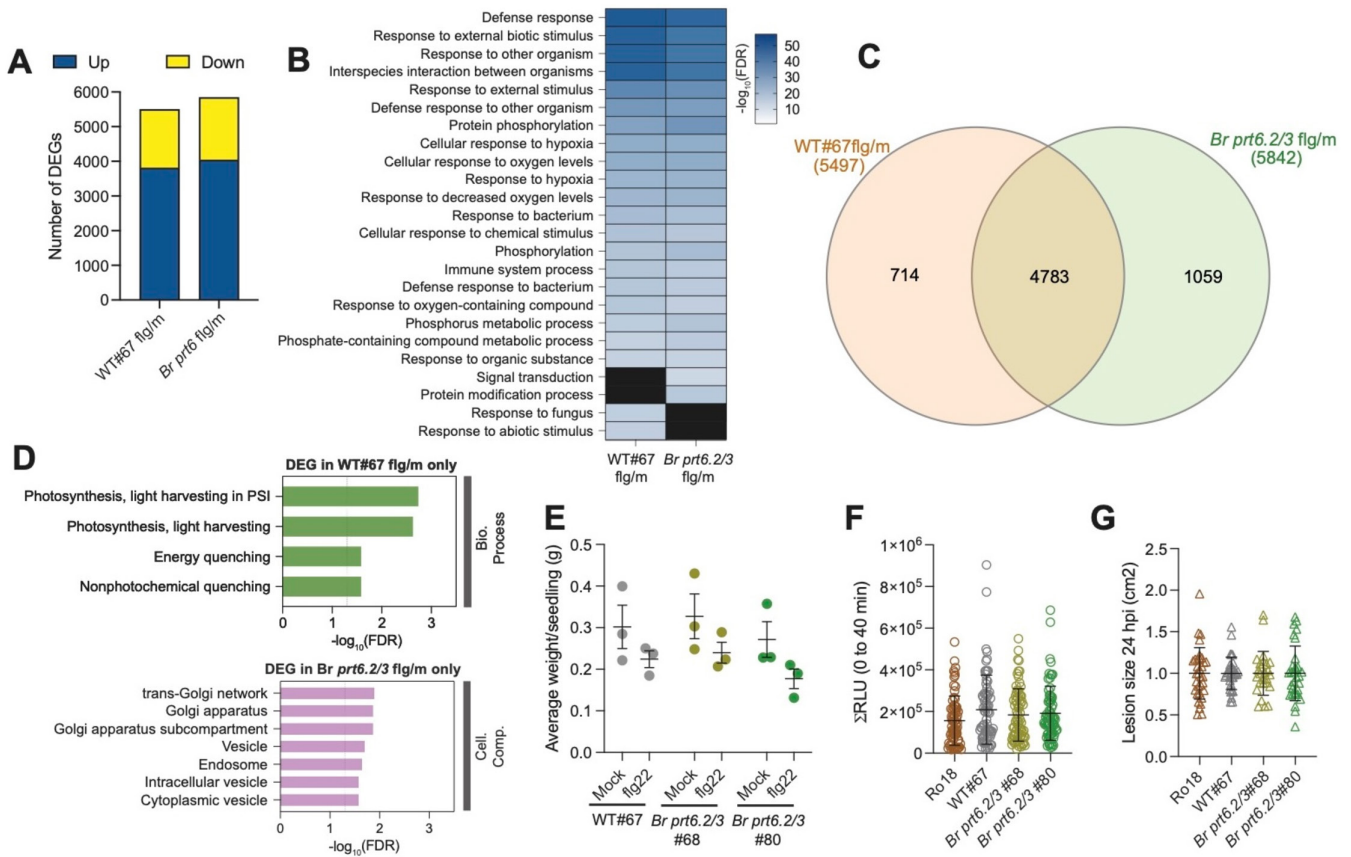 A
Up
Down
Number of DEGs
6000
5000
4000
3000
2000
1000
0
WT#67 flg/m
Br prt6 flg/m
B
Defense response
Response to external biotic stimulus
Response to other organism
Interspecies interaction between organisms
Response to external stimulus
Defense response to other organism
Protein phosphorylation
Cellular response to hypoxia
Cellular response to oxygen levels
Response to hypoxia
Response to decreased oxygen levels
Response to bacterium
Cellular response to chemical stimulus
Phosphorylation
Immune system process
Defense response to bacterium
Response to oxygen-containing compound
Phosphorus metabolic process
Phosphate-containing compound metabolic process
Response to organic substance
Signal transduction
Protein modification process
Response to fungus
Response to abiotic stimulus
WT#67
flg/m
Br prt6.2/3
flg/m
-log10(FDR)
50
40
30
20
10
C
WT#67flg/m
(5497)
Br prt6.2/3 flg/m
(5842)
714
4783
1059
D
DEG in WT#67 flg/m only
Photosynthesis, light harvesting in PSI
Photosynthesis, light harvesting
Energy quenching
Nonphotochemical quenching
Bio.
Process
0
1
2
3
-log10(FDR)
DEG in Br prt6.2/3 flg/m only
trans-Golgi network
Golgi apparatus
Golgi apparatus subcompartment
Vesicle
Endosome
Intracellular vesicle
Cytoplasmic vesicle
Cell.
Comp.
0
1
2
3
-log10(FDR)
E
Average weight/seedling (g)
0.5
0.4
0.3
0.2
0.1
0.0
Mock
flg22
Mock
flg22
Mock
flg22
WT#67
Br prt6.2/3
#68
Br prt6.2/3
#80
F
ΣRLU (0 to 40 min)
1×10^6
8×10^5
6×10^5
4×10^5
2×10^5
0
Ro18
WT#67
Br prt6.2/3 #68
Br prt6.2/3 #80
G
Lesion size 24 hpi (cm2)
2.5
2.0
1.5
1.0
0.5
0.0
Ro18
WT#67
Br prt6.2/3#68
Br prt6.2/3#80